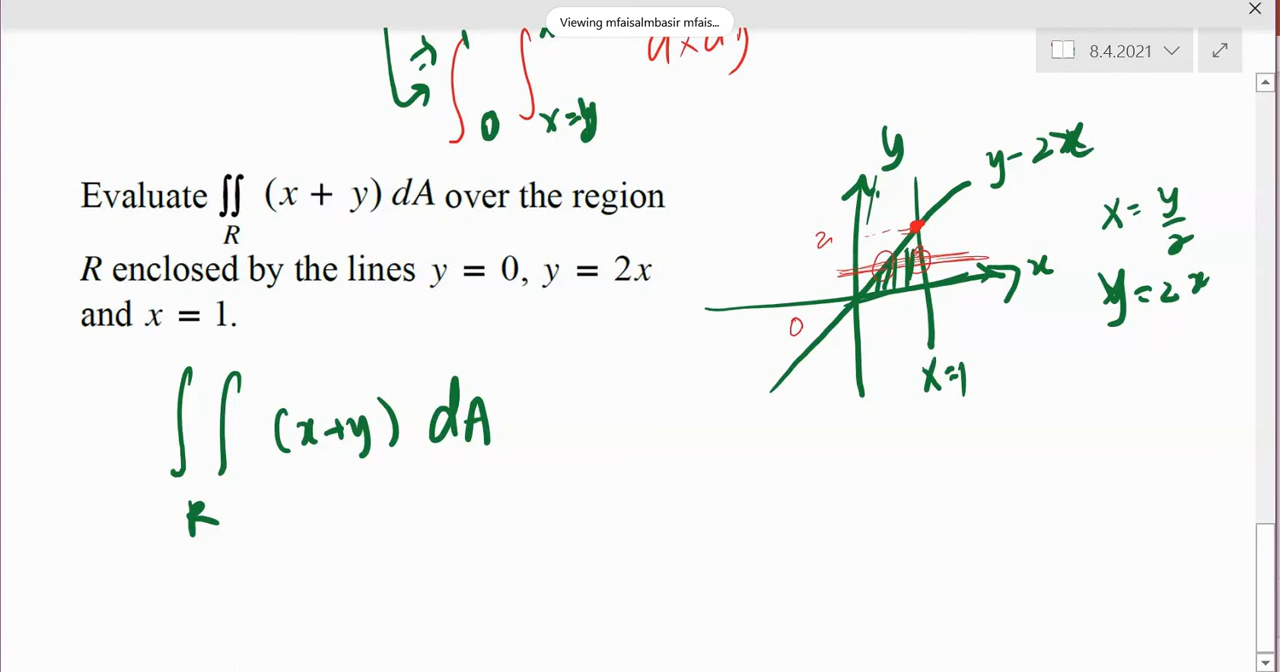 Viewing mfaisalmbasir mfais...
8.4.2021
0 x=y
Evaluate ∬ (x + y) dA over the region
R
R enclosed by the lines y = 0, y = 2x
and x = 1.
y
y-2x
x = y/2
2
x
y=2x
0
x=1
∫∫ (x+y) dA
R